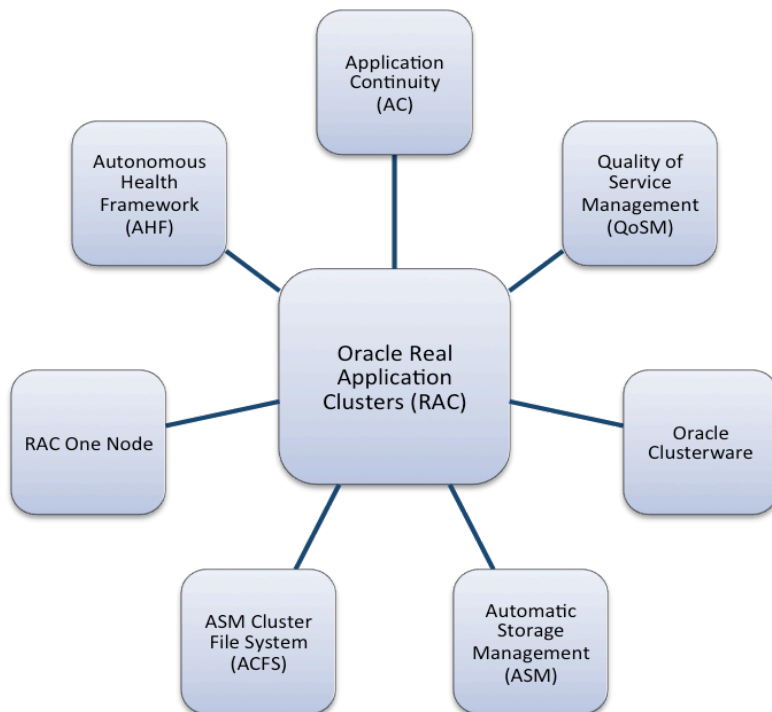 Application
Continuity
(AC)
Autonomous
Health
Framework
(AHF)
Quality of
Service
Management
(QoSM)
Oracle Real
Application
Clusters (RAC)
RAC One Node
Oracle
Clusterware
ASM Cluster
File System
(ACFS)
Automatic
Storage
Management
(ASM)